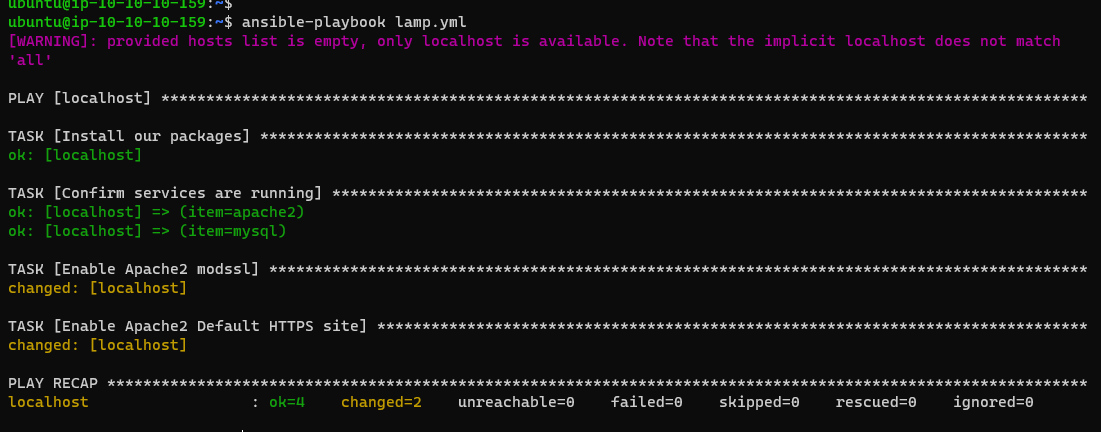 ubuntu@ip-10-10-10-159:~$
ubuntu@ip-10-10-10-159:~$ ansible-playbook lamp.yml
[WARNING]: provided hosts list is empty, only localhost is available. Note that the implicit localhost does not match
'all'
PLAY [localhost] *******************************************************************************************************
TASK [Install our packages] ********************************************************************************************
ok: [localhost]
TASK [Confirm services are running] ************************************************************************************
ok: [localhost] => (item=apache2)
ok: [localhost] => (item=mysql)
TASK [Enable Apache2 modssl] *******************************************************************************************
changed: [localhost]
TASK [Enable Apache2 Default HTTPS site] *******************************************************************************
changed: [localhost]
PLAY RECAP *************************************************************************************************************
localhost                  : ok=4    changed=2    unreachable=0    failed=0    skipped=0    rescued=0    ignored=0